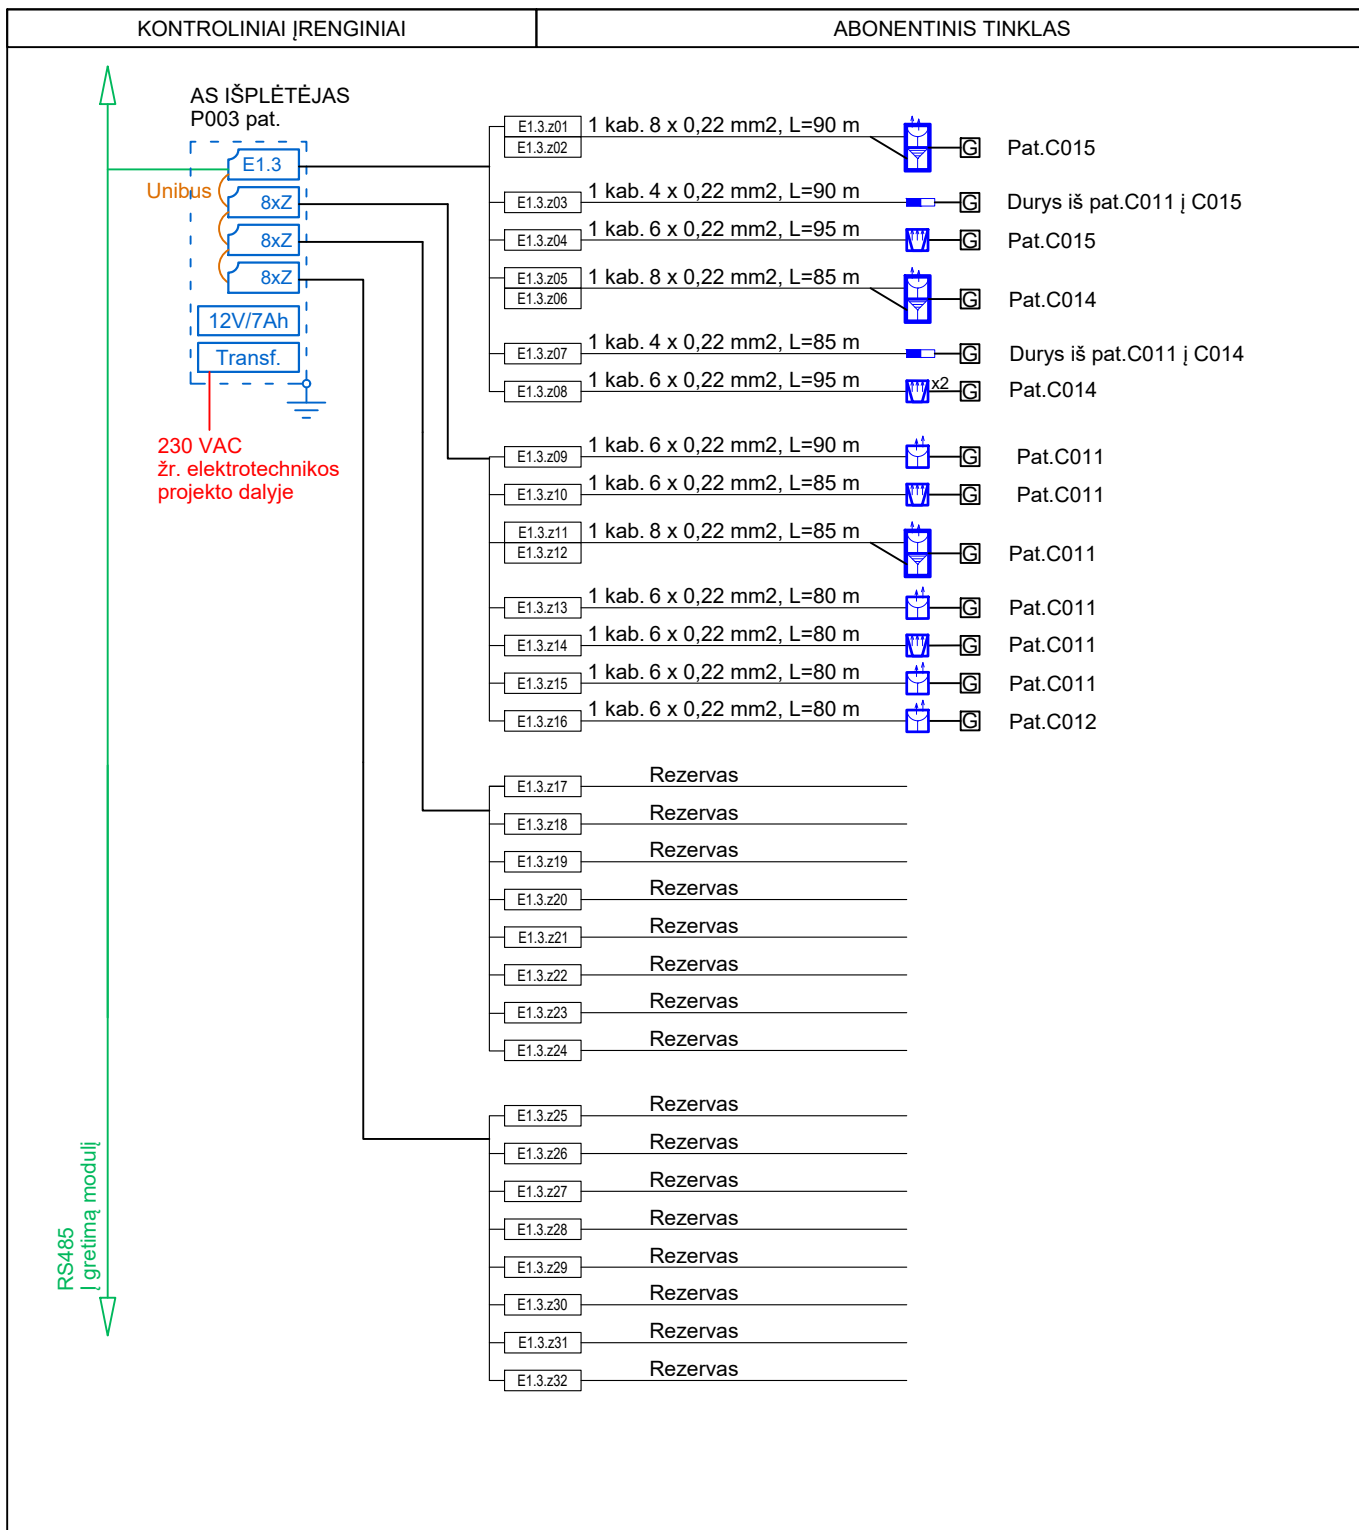 KONTROLINIAI ĮRENGINIAI
ABONENTINIS TINKLAS
AS IŠPLĖTĖJAS
P003 pat.
E1.3
Unibus
8xZ
8xZ
8xZ
12V/7Ah
Transf.
230 VAC
žr. elektrotechnikos
projekto dalyje
RS485
Į gretimą modulį
E1.3.z01
E1.3.z02
1 kab. 8 x 0,22 mm2, L=90 m
G
Pat.C015
E1.3.z03
1 kab. 4 x 0,22 mm2, L=90 m
G
Durys iš pat.C011 į C015
E1.3.z04
1 kab. 6 x 0,22 mm2, L=95 m
G
Pat.C015
E1.3.z05
E1.3.z06
1 kab. 8 x 0,22 mm2, L=85 m
G
Pat.C014
E1.3.z07
1 kab. 4 x 0,22 mm2, L=85 m
G
Durys iš pat.C011 į C014
E1.3.z08
1 kab. 6 x 0,22 mm2, L=95 m
x2
G
Pat.C014
E1.3.z09
1 kab. 6 x 0,22 mm2, L=90 m
G
Pat.C011
E1.3.z10
1 kab. 6 x 0,22 mm2, L=85 m
G
Pat.C011
E1.3.z11
E1.3.z12
1 kab. 8 x 0,22 mm2, L=85 m
G
Pat.C011
E1.3.z13
1 kab. 6 x 0,22 mm2, L=80 m
G
Pat.C011
E1.3.z14
1 kab. 6 x 0,22 mm2, L=80 m
G
Pat.C011
E1.3.z15
1 kab. 6 x 0,22 mm2, L=80 m
G
Pat.C011
E1.3.z16
1 kab. 6 x 0,22 mm2, L=80 m
G
Pat.C012
E1.3.z17
Rezervas
E1.3.z18
Rezervas
E1.3.z19
Rezervas
E1.3.z20
Rezervas
E1.3.z21
Rezervas
E1.3.z22
Rezervas
E1.3.z23
Rezervas
E1.3.z24
Rezervas
E1.3.z25
Rezervas
E1.3.z26
Rezervas
E1.3.z27
Rezervas
E1.3.z28
Rezervas
E1.3.z29
Rezervas
E1.3.z30
Rezervas
E1.3.z31
Rezervas
E1.3.z32
Rezervas